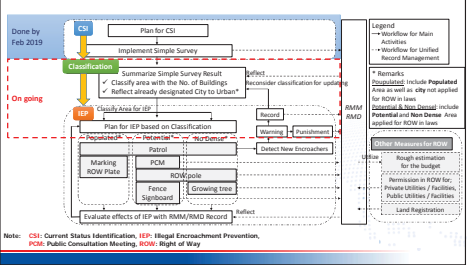 Done by
Feb 2019
CSI
Plan for CSI
Implement Simple Survey
Classification
Summarize Simple Survey Result
✓ Classify area with the No. of Buildings
✓ Reflect already designated City to Urban*
Reflect
Reconsider classification for updating
On going
IEP
Classify Area for IEP
Plan for IEP based on Classification
Record
Warning
Punishment
Detect New Encroachers
Populated*
Potential*
No Dense*
Patrol
Marking
ROW Plate
PCM
ROW pole
Fence
Signboard
Growing tree
Evaluate effects of IEP with RMM/RMD Record
Reflect
RMM/
RMD
Legend
Workflow for Main
Activities
Workflow for Unified
Record Management
* Remarks
Populated: Include Populated
Area as well as city not applied
for ROW in laws
Potential & Non Dense: Include
Potential and Non Dense Area
applied for ROW in laws
Other Measures for ROW
Utilize
Rough estimation
for the budget
Permission in ROW for;
Private Utilities / Facilities,
Public Utilities / Facilities
Land Registration
Note: CSI: Current Status Identification, IEP: Illegal Encroachment Prevention,
PCM: Public Consultation Meeting, ROW: Right of Way